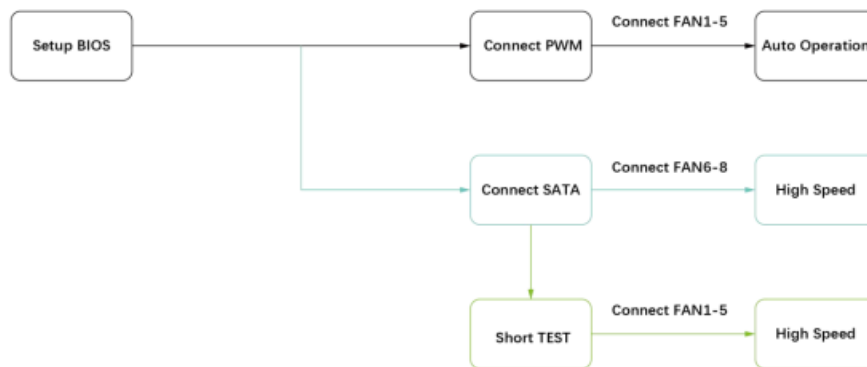 Connect FAN1-5
Setup BIOS
Connect PWM
Auto Operation
Connect FAN6-8
Connect SATA
High Speed
Connect FAN1-5
Short TEST
High Speed